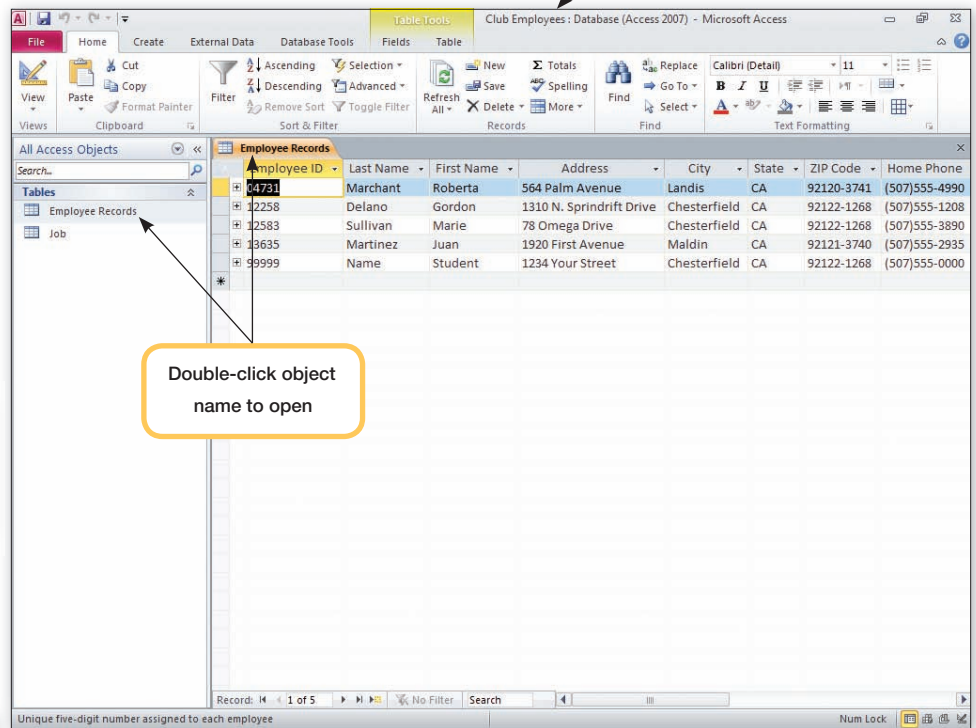 Table Tools Club Employees : Database (Access 2007) - Microsoft Access
File Home Create External Data Database Tools Fields Table
View Paste Cut Copy Format Painter
Views Clipboard
Filter Ascending Descending Remove Sort Selection Advanced Toggle Filter
Sort & Filter
Refresh All New Save Delete Totals Spelling More
Records
Find Replace Go To Select
Find
Calibri (Detail) 11
B I U
A
Text Formatting
All Access Objects
Search...
Tables
Employee Records
Job
Employee Records
Employee ID Last Name First Name Address City State ZIP Code Home Phone
04731 Marchant Roberta 564 Palm Avenue Landis CA 92120-3741 (507)555-4990
12258 Delano Gordon 1310 N. Sprindrift Drive Chesterfield CA 92122-1268 (507)555-1208
12583 Sullivan Marie 78 Omega Drive Chesterfield CA 92122-1268 (507)555-3890
13635 Martinez Juan 1920 First Avenue Maldin CA 92121-3740 (507)555-2935
99999 Name Student 1234 Your Street Chesterfield CA 92122-1268 (507)555-0000
Double-click object
name to open
Record: 1 of 5 No Filter Search
Unique five-digit number assigned to each employee Num Lock